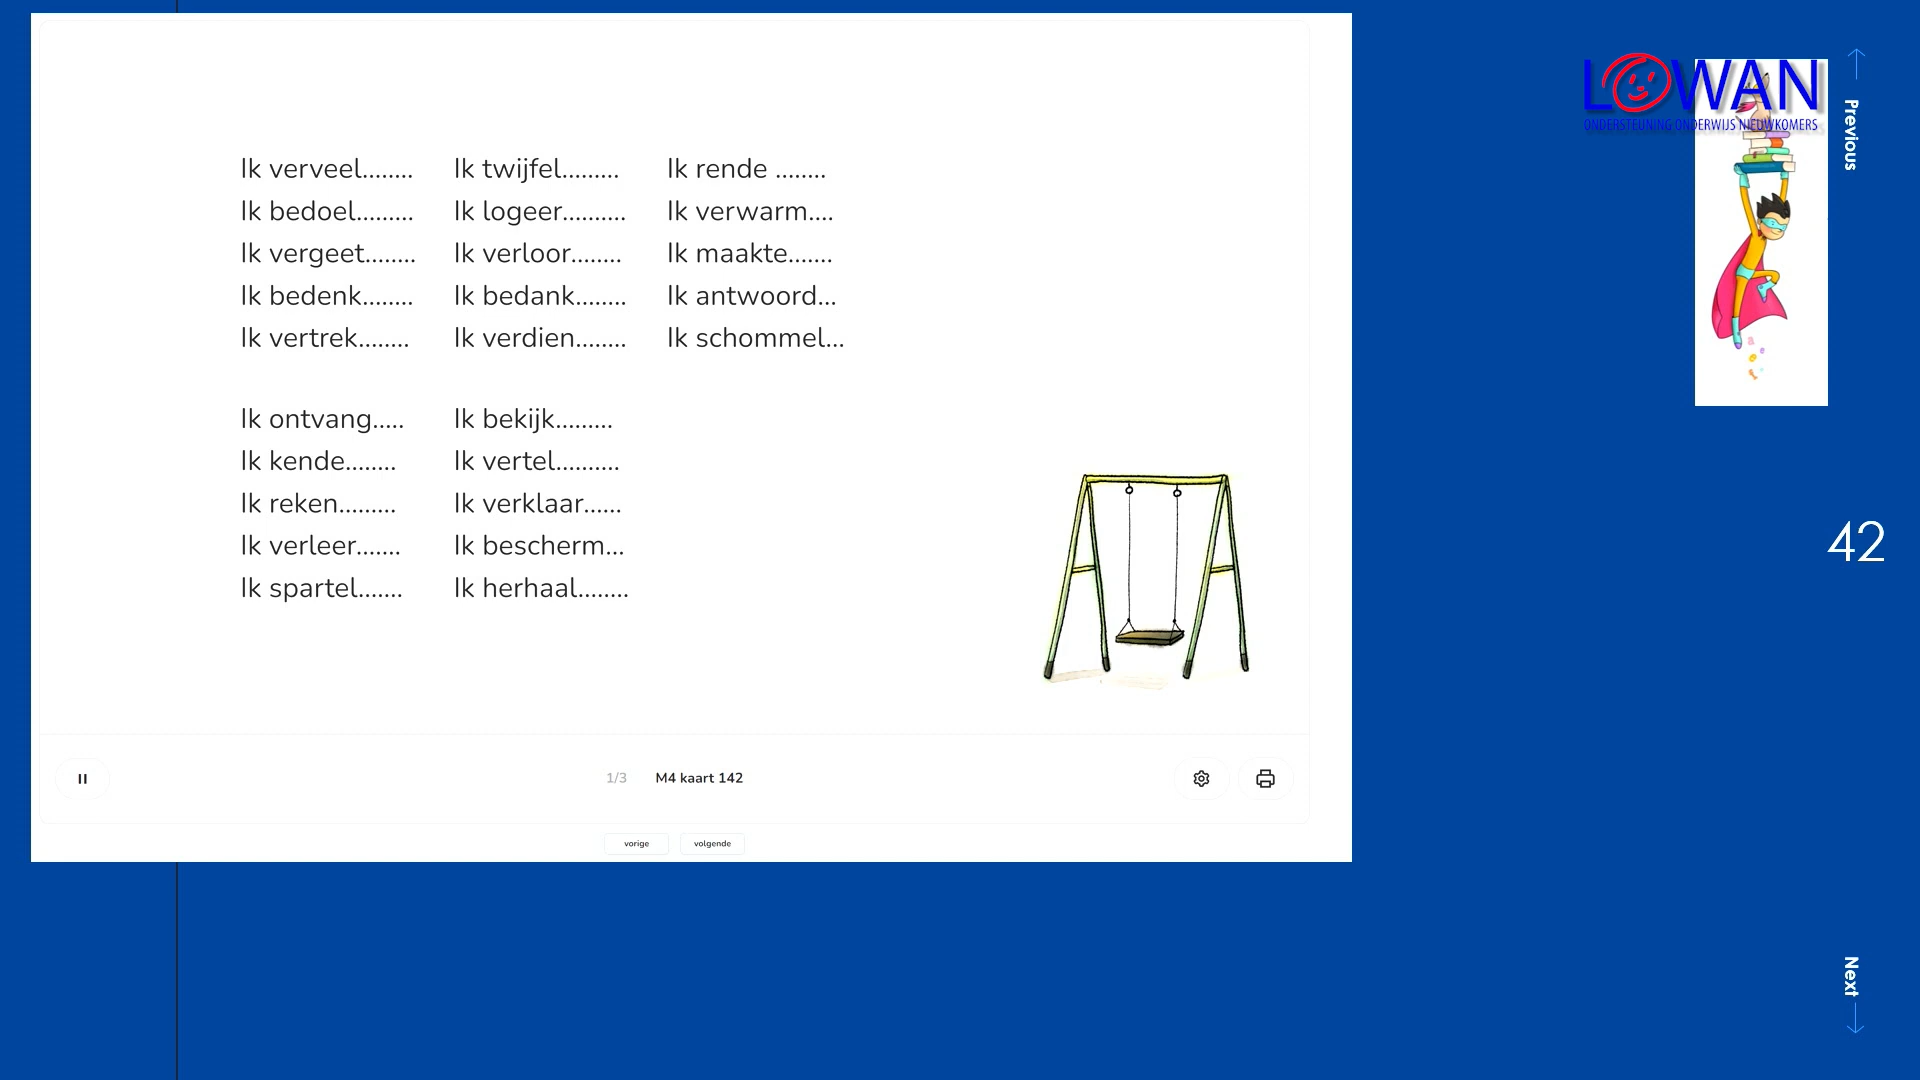 Ik verveel........
Ik bedoel.........
Ik vergeet........
Ik bedenk........
Ik vertrek........
Ik twijfel.........
Ik logeer..........
Ik verloor........
Ik bedank........
Ik verdien........
Ik rende ........
Ik verwarm....
Ik maakte.......
Ik antwoord...
Ik schommel...
Ik ontvang.....
Ik kende........
Ik reken.........
Ik verleer.......
Ik spartel.......
Ik bekijk.........
Ik vertel..........
Ik verklaar......
Ik bescherm...
Ik herhaal........
1/3 M4 kaart 142
vorige volgende
LOWAN
ONDERSTEUNING ONDERWIJS NIEUWKOMERS
Previous
42
Next